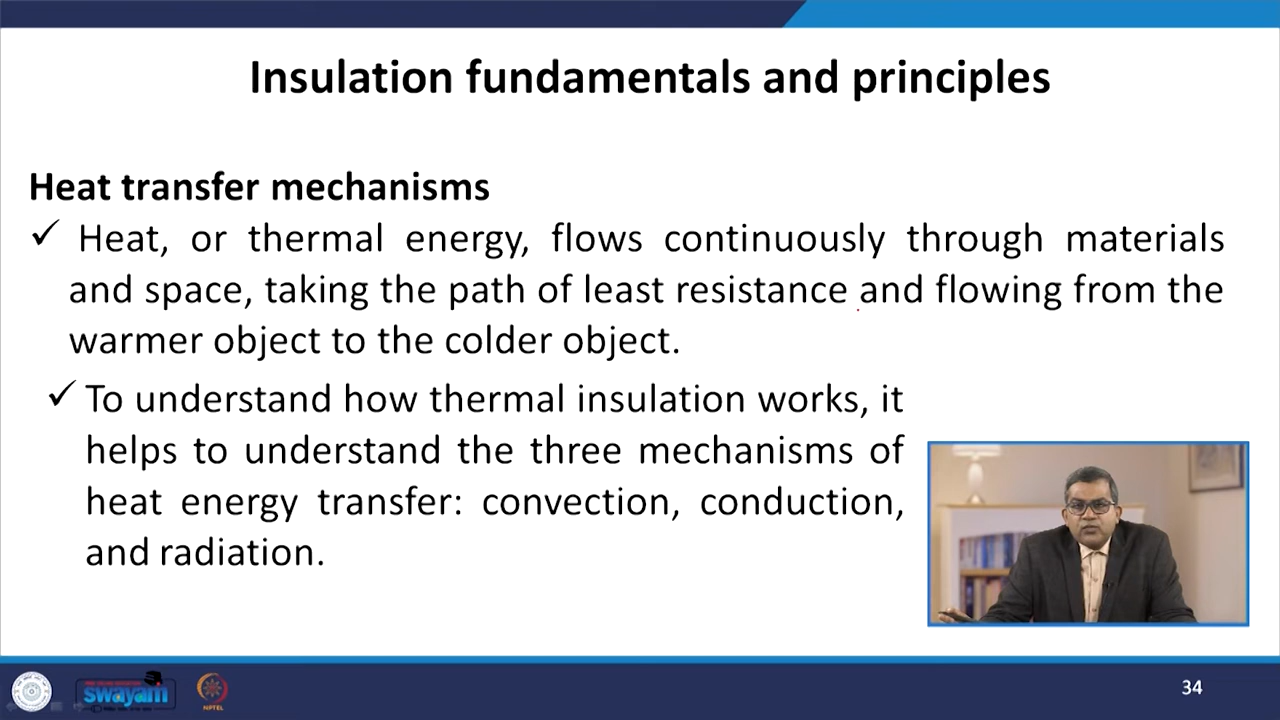 Insulation fundamentals and principles
Heat transfer mechanisms
✓ Heat, or thermal energy, flows continuously through materials
and space, taking the path of least resistance and flowing from the
warmer object to the colder object.
✓ To understand how thermal insulation works, it
helps to understand the three mechanisms of
heat energy transfer: convection, conduction,
and radiation.
swayam
NPTEL
34